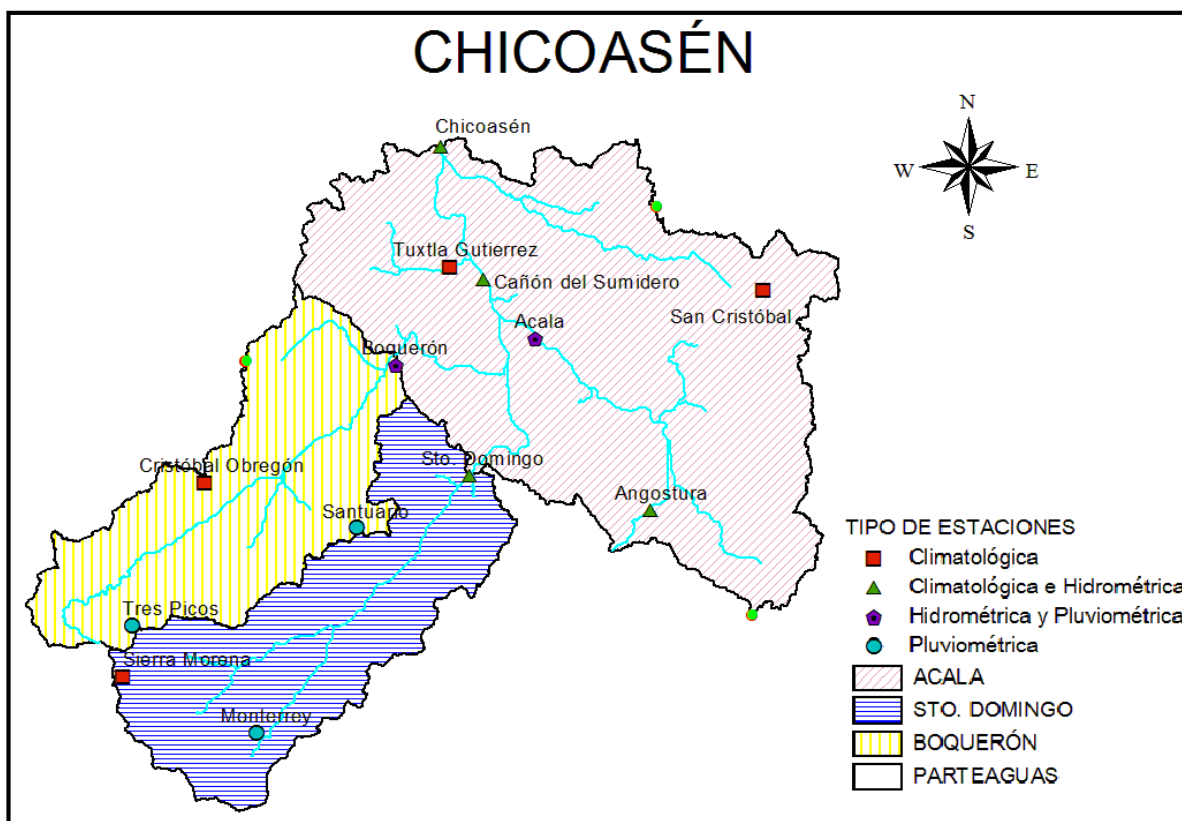 CHICOASÉN
N
W
E
S
Chicoasén
Tuxtla Gutierrez
Cañón del Sumidero
San Cristóbal
Acala
Boquerón
Sto. Domingo
Cristóbal Obregón
Angostura
Santuario
Tres Picos
Sierra Morena
Monterrey
TIPO DE ESTACIONES
Climatológica
Climatológica e Hidrométrica
Hidrométrica y Pluviométrica
Pluviométrica
ACALA
STO. DOMINGO
BOQUERÓN
PARTEAGUAS